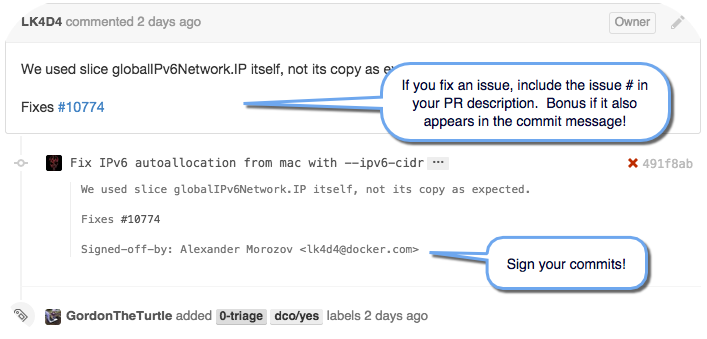 LK4D4 commented 2 days ago
Owner
We used slice globalIPv6Network.IP itself, not its copy as
Fixes #10774
If you fix an issue, include the issue # in
your PR description. Bonus if it also
appears in the commit message!
Fix IPv6 autoallocation from mac with --ipv6-cidr ...
491f8ab
We used slice globalIPv6Network.IP itself, not its copy as expected.
Fixes #10774
Signed-off-by: Alexander Morozov <lk4d4@docker.com>
Sign your commits!
GordonTheTurtle added 0-triage dco/yes labels 2 days ago